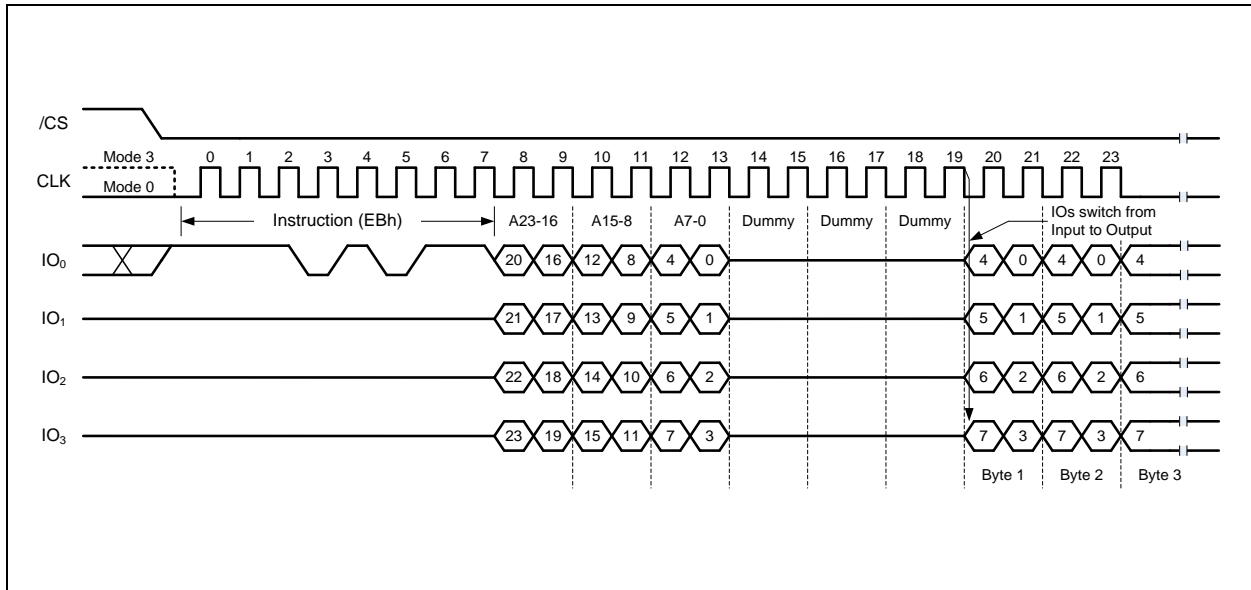 /CS
Mode 3 0 1 2 3 4 5 6 7 8 9 10 11 12 13 14 15 16 17 18 19 20 21 22 23
CLK
Mode 0
Instruction (EBh) A23-16 A15-8 A7-0 Dummy Dummy Dummy
IOs switch from
Input to Output
IO₀ 20 16 12 8 4 0 4 0 4 0 4
IO₁ 21 17 13 9 5 1 5 1 5 1 5
IO₂ 22 18 14 10 6 2 6 2 6 2 6
IO₃ 23 19 15 11 7 3 7 3 7 3 7
Byte 1 Byte 2 Byte 3